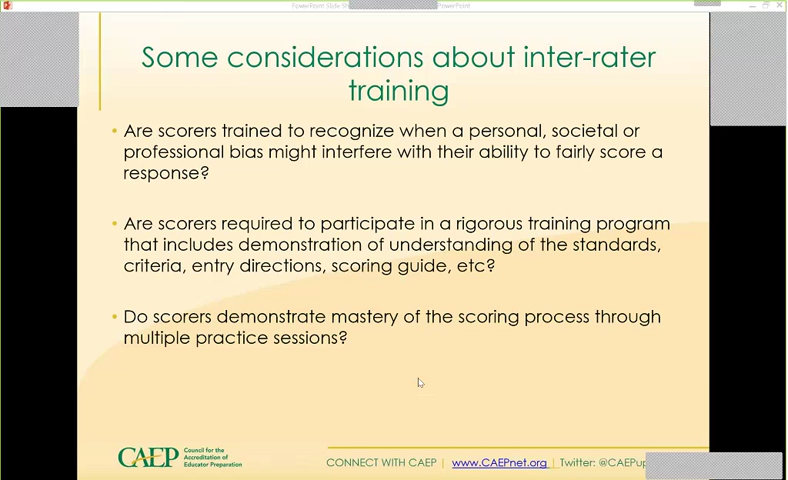 PowerPoint Slide Sh
PowerPoint
Some considerations about inter-rater
training
• Are scorers trained to recognize when a personal, societal or
professional bias might interfere with their ability to fairly score a
response?
• Are scorers required to participate in a rigorous training program
that includes demonstration of understanding of the standards,
criteria, entry directions, scoring guide, etc?
• Do scorers demonstrate mastery of the scoring process through
multiple practice sessions?
CAEP
Council for the
Accreditation of
Educator Preparation
CONNECT WITH CAEP | www.CAEPnet.org | Twitter: @CAEPup